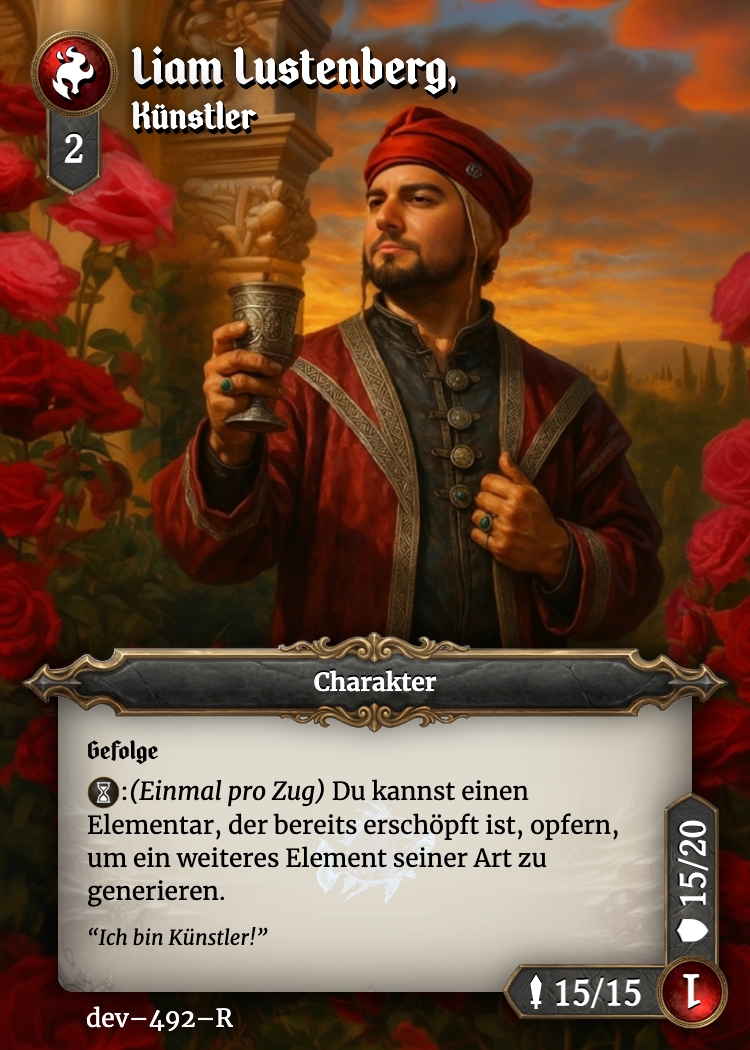 Liam Lustenberg,
Künstler
2
Charakter
Gefolge
:(Einmal pro Zug) Du kannst einen
Elementar, der bereits erschöpft ist, opfern,
um ein weiteres Element seiner Art zu
generieren.
“Ich bin Künstler!”
15/20
15/15
1
dev–492–R